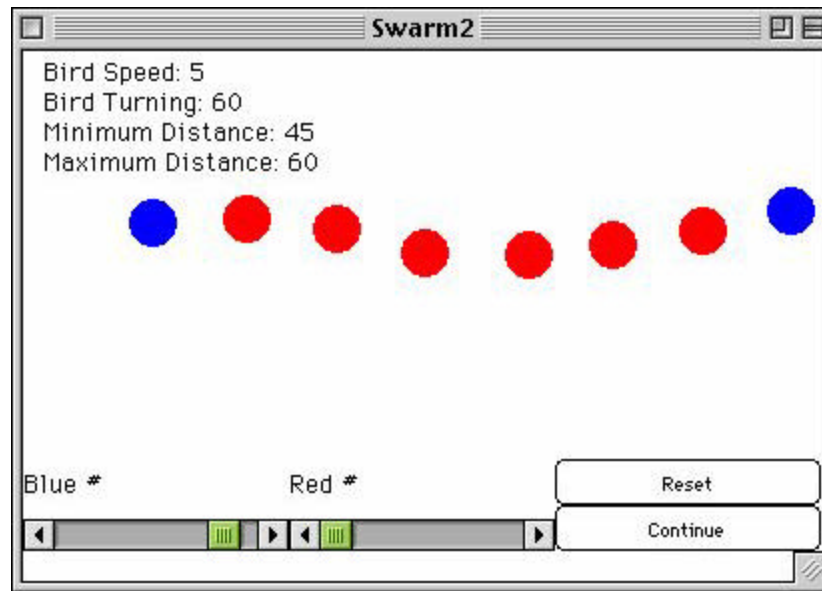 Swarm2
Bird Speed: 5
Bird Turning: 60
Minimum Distance: 45
Maximum Distance: 60
Blue #
Red #
Reset
Continue